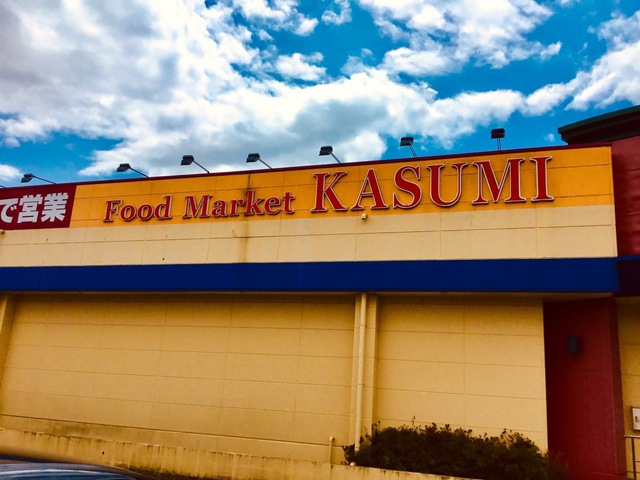 で営業
Food Market KASUMI